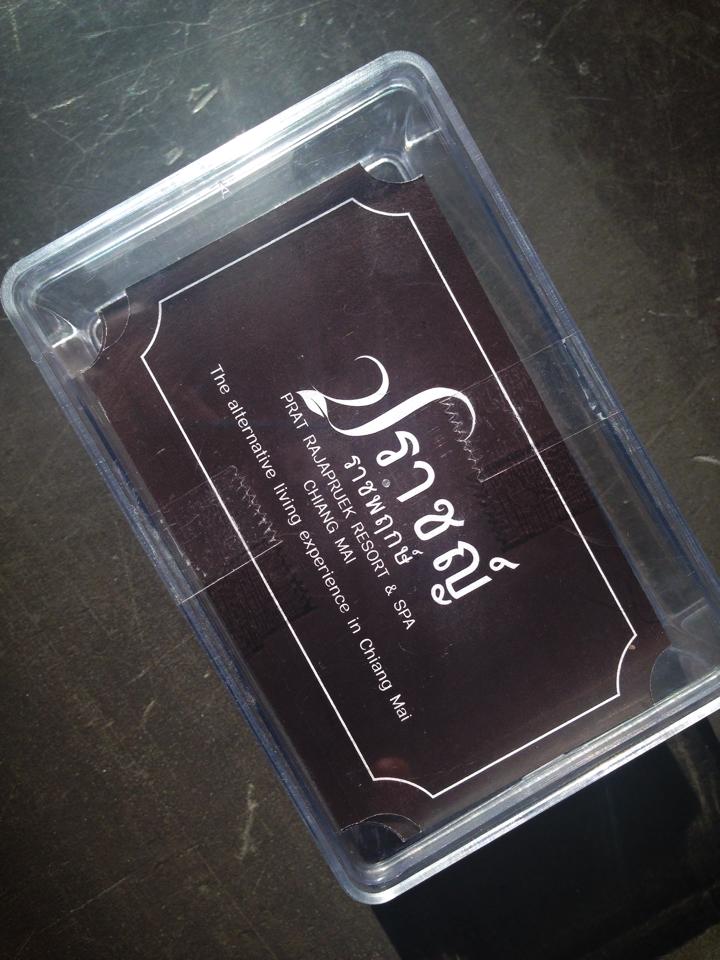 ปราชญ์
ราชพฤกษ์
PRAT RAJAPRUEK RESORT & SPA
CHIANG MAI
The alternative living experience in Chiang Mai